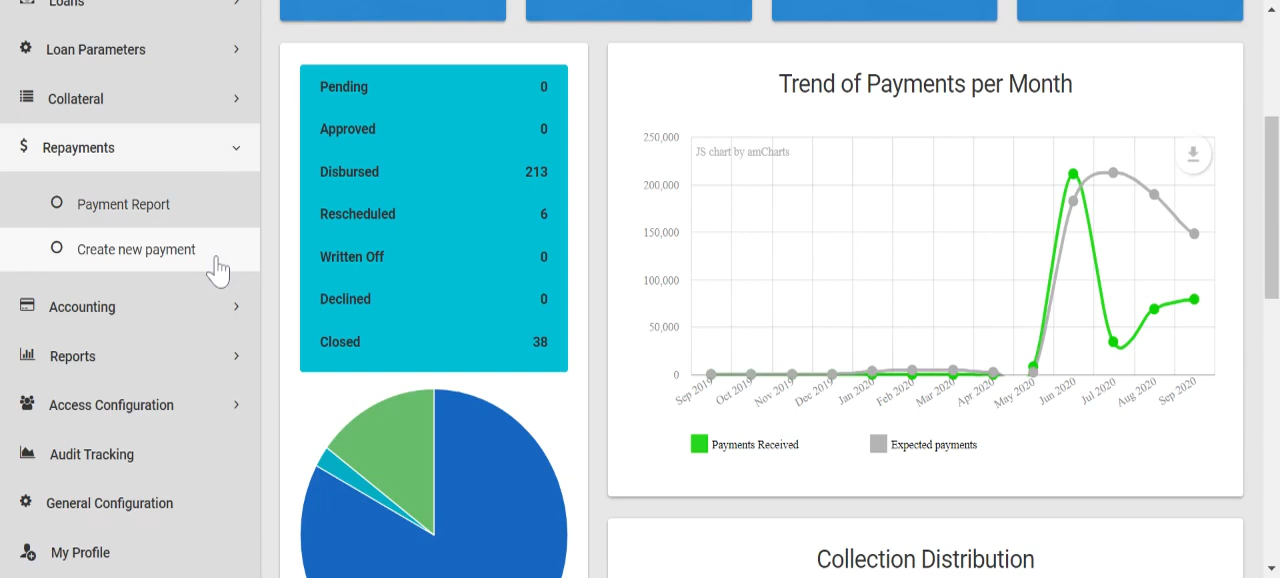 Loans
Loan Parameters
Collateral
Repayments
Payment Report
Create new payment
Accounting
Reports
Access Configuration
Audit Tracking
General Configuration
My Profile
Pending 0
Approved 0
Disbursed 213
Rescheduled 6
Written Off 0
Declined 0
Closed 38
Trend of Payments per Month
JS chart by amCharts
250,000
200,000
150,000
100,000
50,000
0
Sep 2019 Oct 2019 Nov 2019 Dec 2019 Jan 2020 Feb 2020 Mar 2020 Apr 2020 May 2020 Jun 2020 Jul 2020 Aug 2020 Sep 2020
Payments Received Expected payments
Collection Distribution